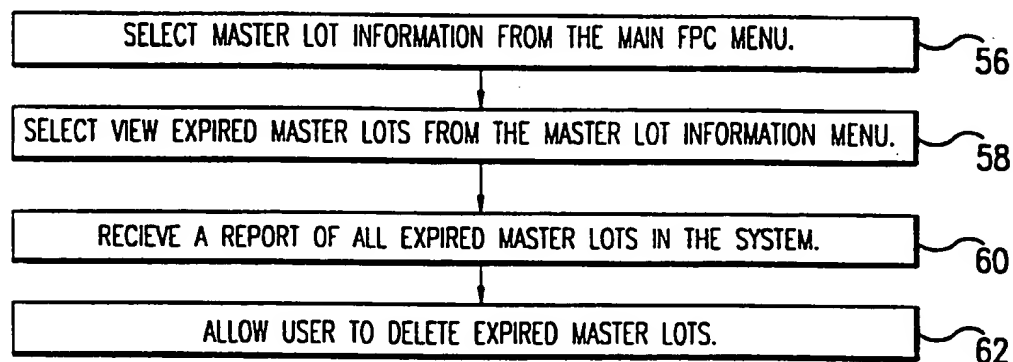 SELECT MASTER LOT INFORMATION FROM THE MAIN FPC MENU.
56
SELECT VIEW EXPIRED MASTER LOTS FROM THE MASTER LOT INFORMATION MENU.
58
RECIEVE A REPORT OF ALL EXPIRED MASTER LOTS IN THE SYSTEM.
60
ALLOW USER TO DELETE EXPIRED MASTER LOTS.
62